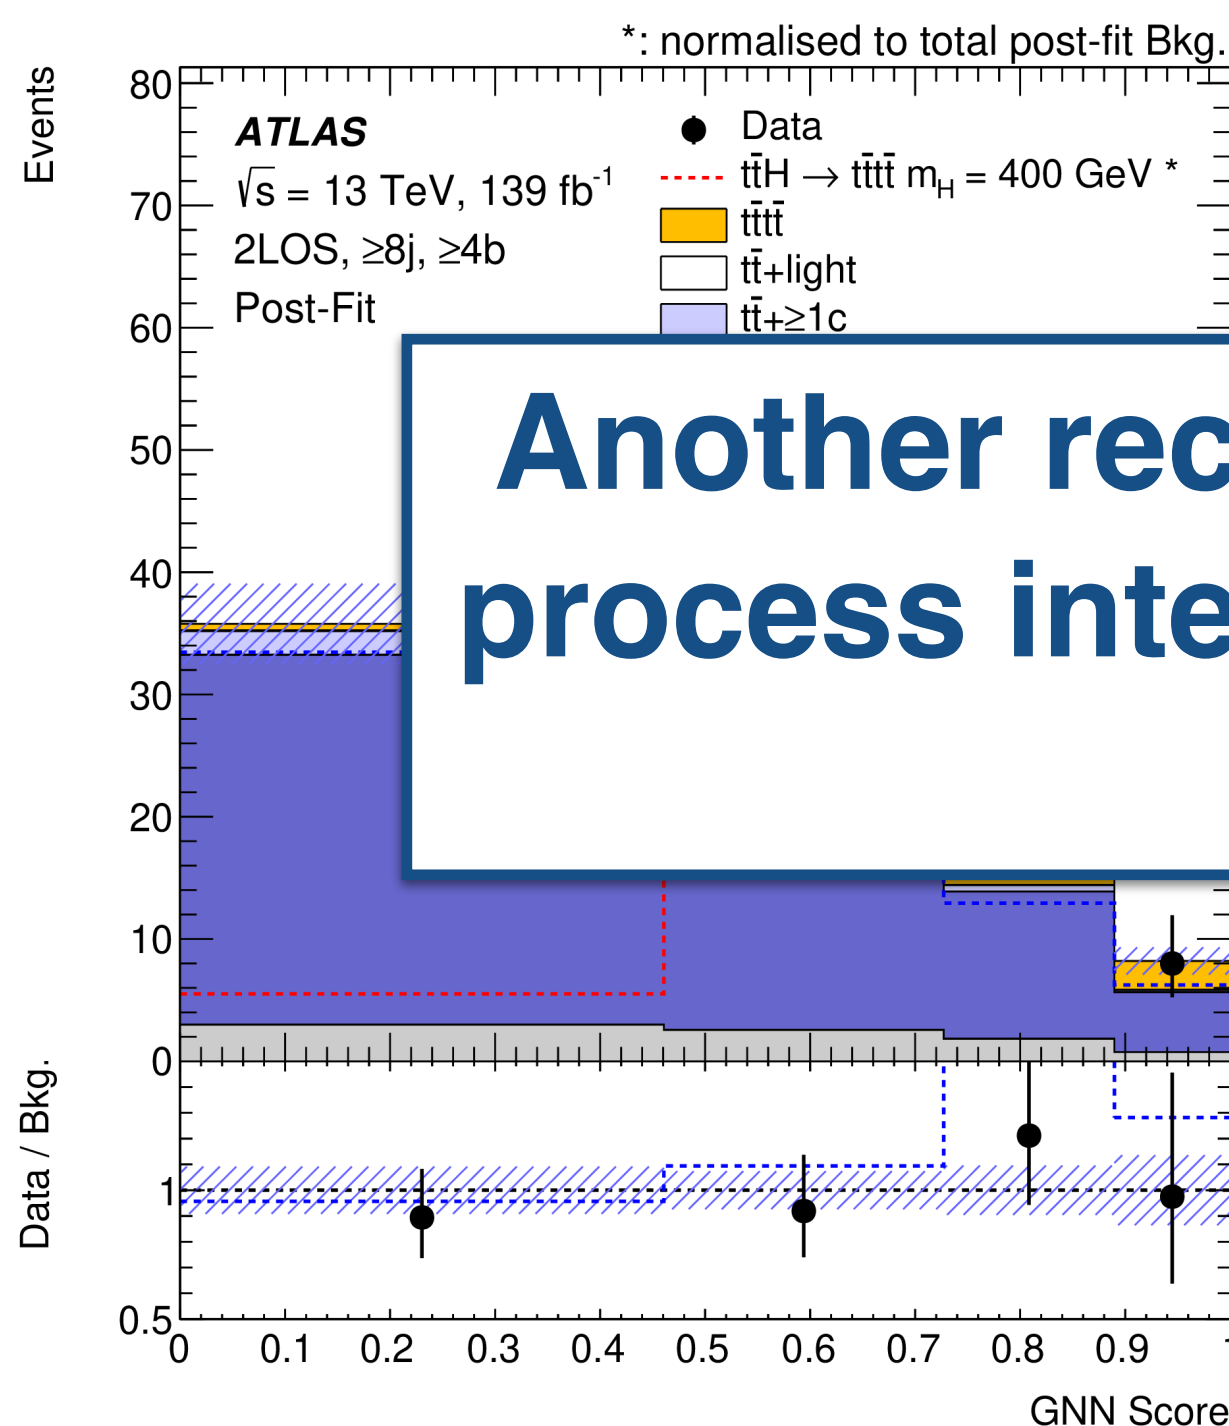 *: normalised to total post-fit Bkg.
Events
80
70
60
50
40
30
20
10
0
ATLAS
√s = 13 TeV, 139 fb⁻¹
2LOS, ≥8j, ≥4b
Post-Fit
Data
tt̄H → tt̄tt̄ m_H = 400 GeV *
tt̄tt̄
tt̄+light
tt̄+≥1c
Another rec
process inte
Data / Bkg.
1
0.5
0 0.1 0.2 0.3 0.4 0.5 0.6 0.7 0.8 0.9
GNN Score